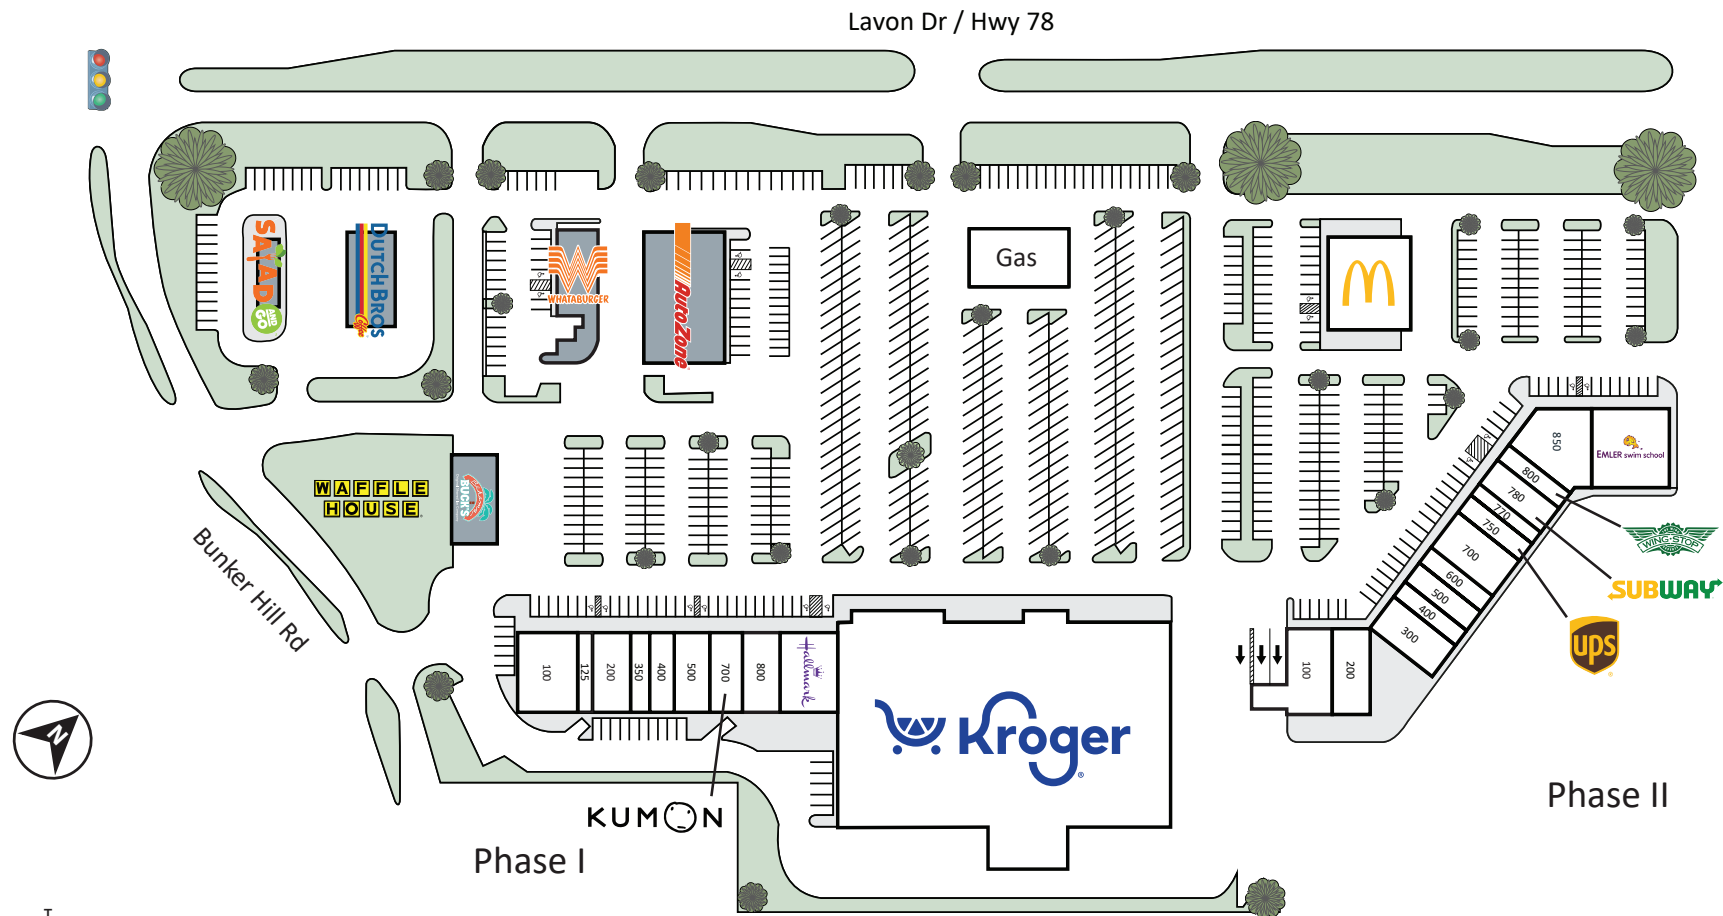 Lavon Dr / Hwy 78
SALAD
AND
GO
DUTCH BROS
Coffee
WHATABURGER
AutoZone
Gas
WAFFLE
HOUSE
BUCK'S
Bunker Hill Rd
850
EMLER swim school
800
780
770
750
700
600
500
400
300
200
100
WING·STOP
SUBWAY
ups
100
125
200
350
400
500
700
800
Hallmark
Kroger
KUMON
N
Phase I
Phase II
T